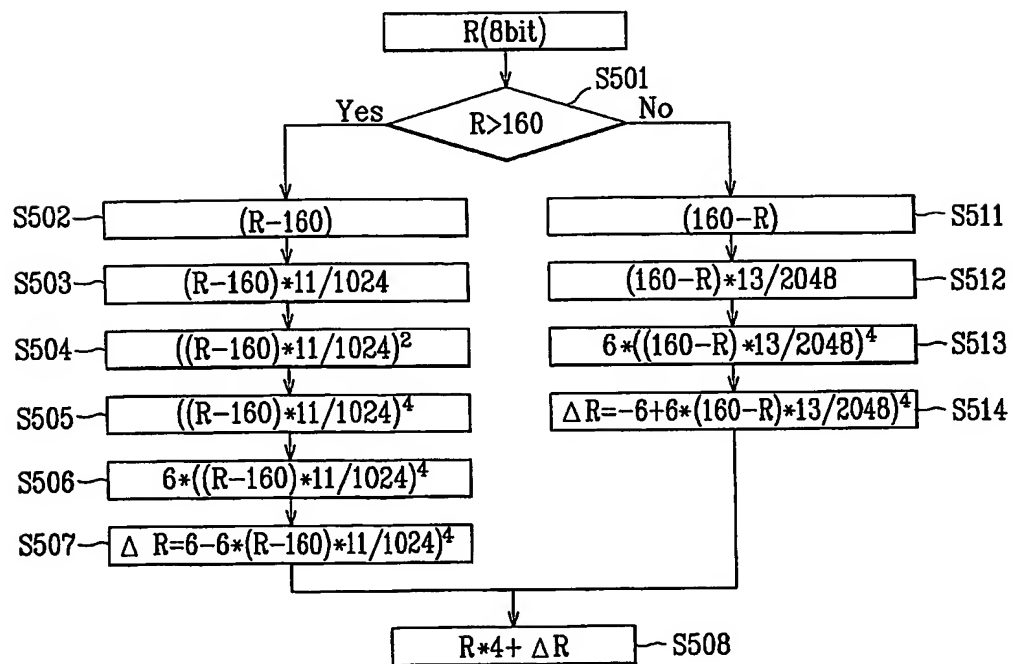 R(8bit)
S501
Yes
R>160
No
S502
(R-160)
(160-R)
S511
S503
(R-160)*11/1024
(160-R)*13/2048
S512
S504
((R-160)*11/1024)²
6*((160-R)*13/2048)⁴
S513
S505
((R-160)*11/1024)⁴
ΔR=-6+6*(160-R)*13/2048)⁴
S514
S506
6*((R-160)*11/1024)⁴
S507
Δ R=6-6*(R-160)*11/1024)⁴
R*4+ ΔR
S508